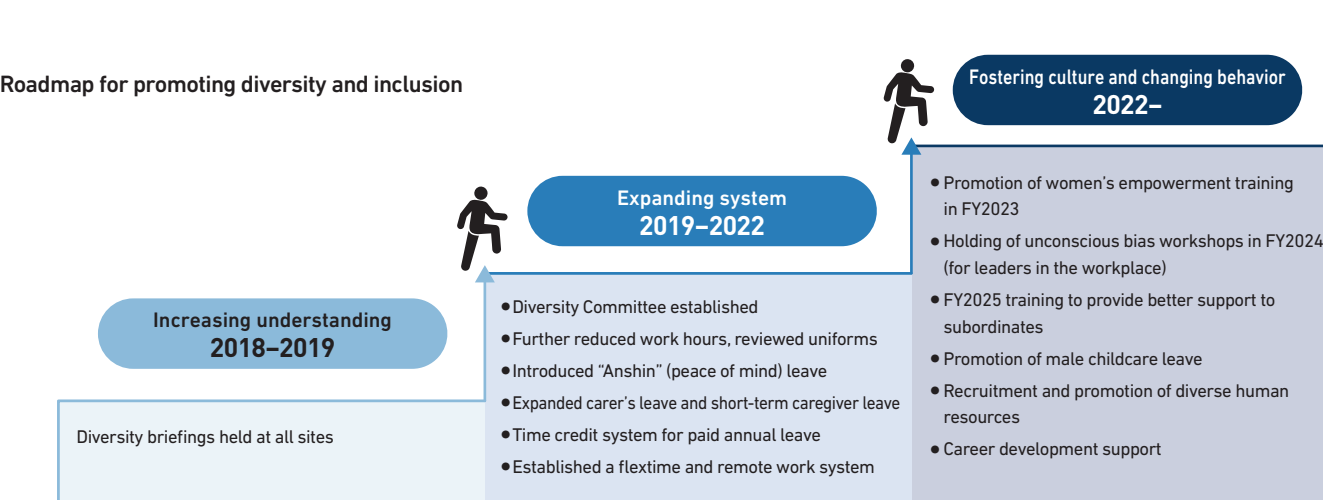 Roadmap for promoting diversity and inclusion
Increasing understanding
2018–2019
Diversity briefings held at all sites
Expanding system
2019–2022
●Diversity Committee established
●Further reduced work hours, reviewed uniforms
●Introduced “Anshin” (peace of mind) leave
●Expanded carer’s leave and short-term caregiver leave
●Time credit system for paid annual leave
●Established a flextime and remote work system
Fostering culture and changing behavior
2022–
●Promotion of women’s empowerment training
in FY2023
●Holding of unconscious bias workshops in FY2024
(for leaders in the workplace)
●FY2025 training to provide better support to
subordinates
●Promotion of male childcare leave
●Recruitment and promotion of diverse human
resources
●Career development support